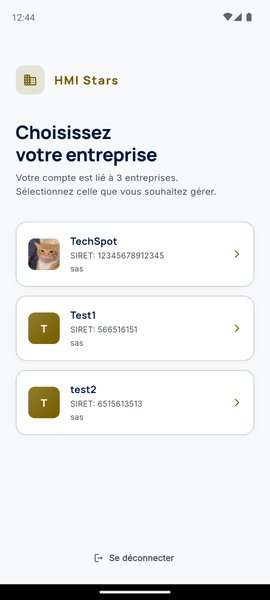 12:44
HMI Stars
Choisissez
votre entreprise
Votre compte est lié à 3 entreprises.
Sélectionnez celle que vous souhaitez gérer.
TechSpot
SIRET: 12345678912345
sas
T
Test1
SIRET: 566516151
sas
T
test2
SIRET: 6515613513
sas
Se déconnecter